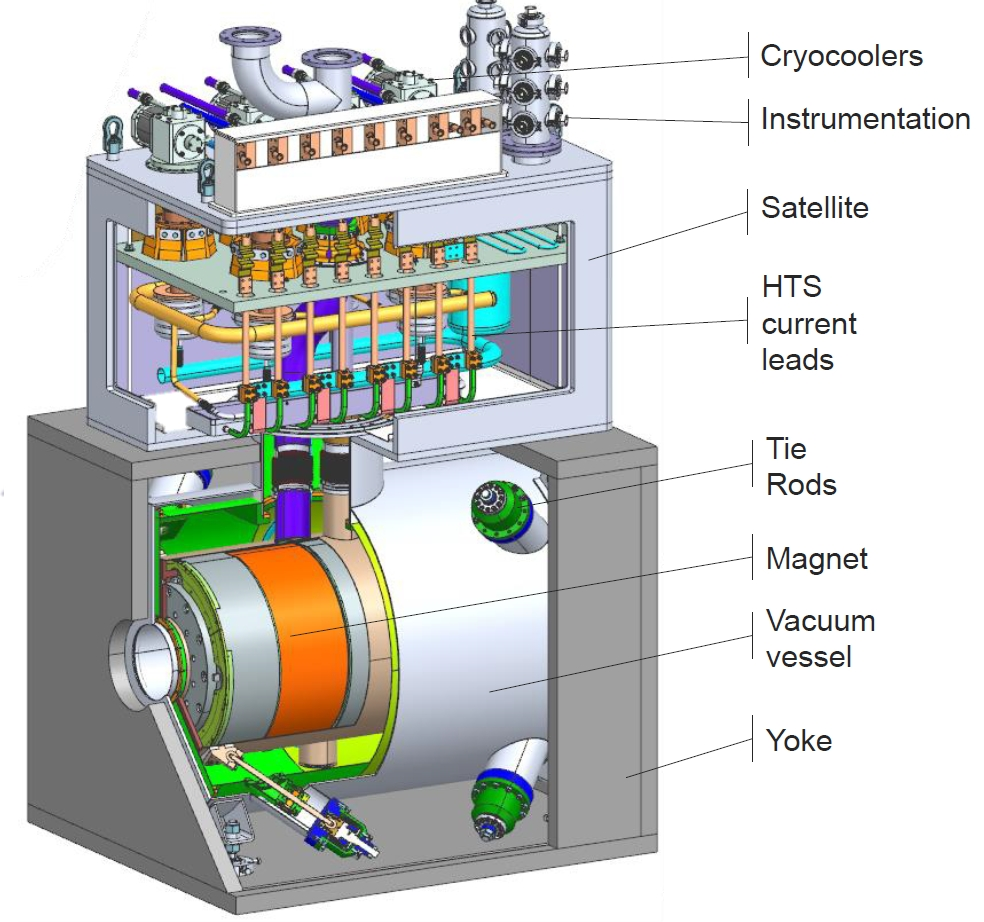 Cryocoolers
Instrumentation
Satellite
HTS
current
leads
Tie
Rods
Magnet
Vacuum
vessel
Yoke